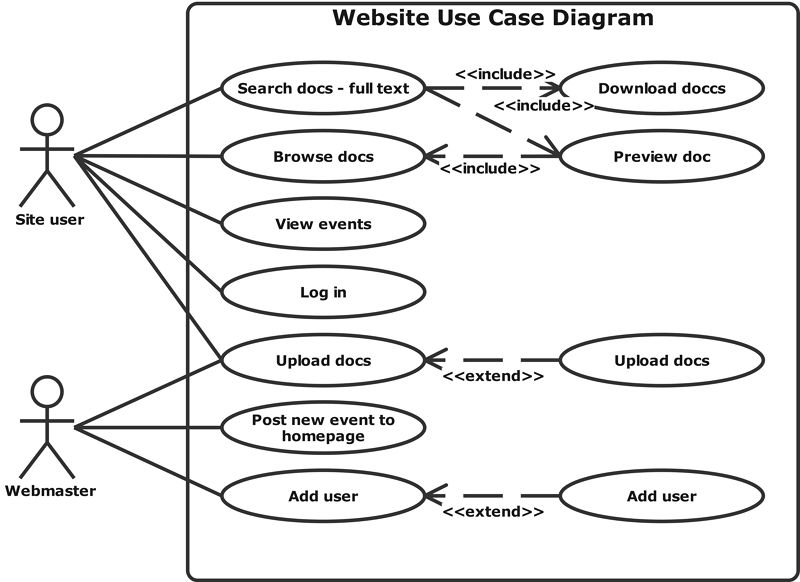 Website Use Case Diagram
<<include>>
Search docs - full text
Download doccs
<<include>>
Browse docs
Preview doc
<<include>>
Site user
View events
Log in
Upload docs
Upload docs
<<extend>>
Post new event to
homepage
Webmaster
Add user
Add user
<<extend>>